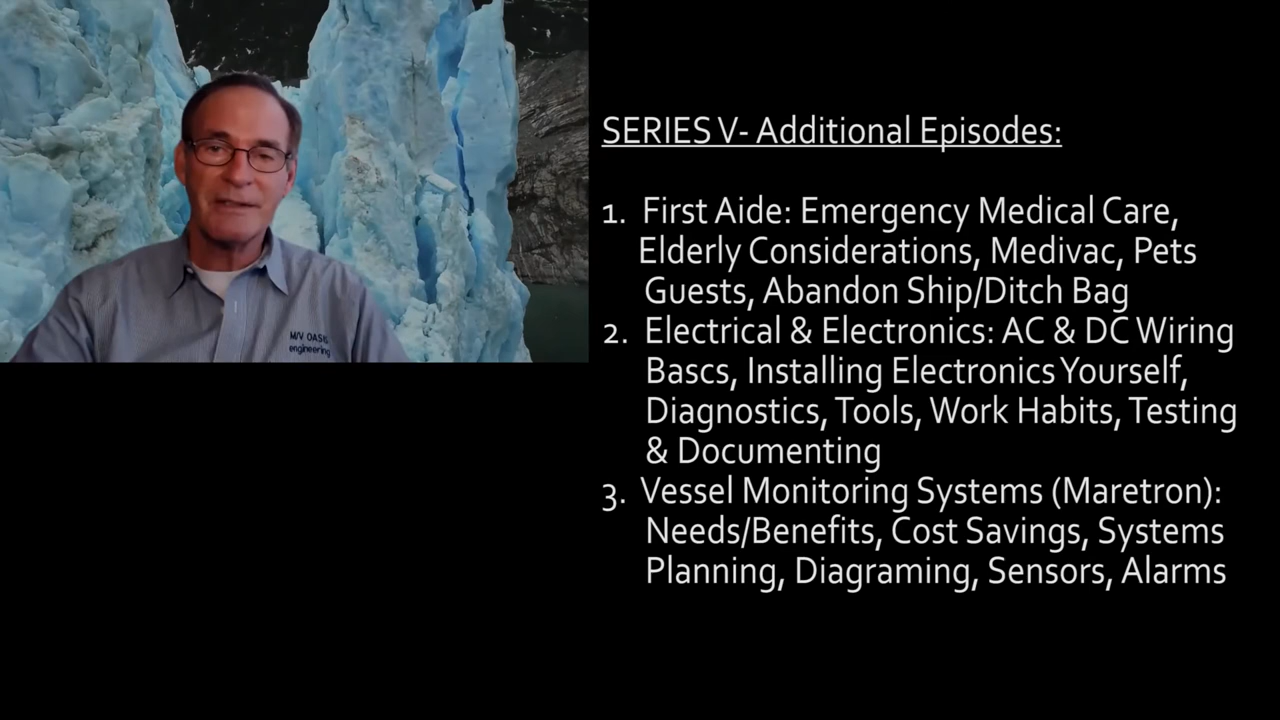 M/V OASIS
engineering
SERIES V- Additional Episodes:
1. First Aide: Emergency Medical Care,
Elderly Considerations, Medivac, Pets
Guests, Abandon Ship/Ditch Bag
2. Electrical & Electronics: AC & DC Wiring
Bascs, Installing Electronics Yourself,
Diagnostics, Tools, Work Habits, Testing
& Documenting
3. Vessel Monitoring Systems (Maretron):
Needs/Benefits, Cost Savings, Systems
Planning, Diagraming, Sensors, Alarms